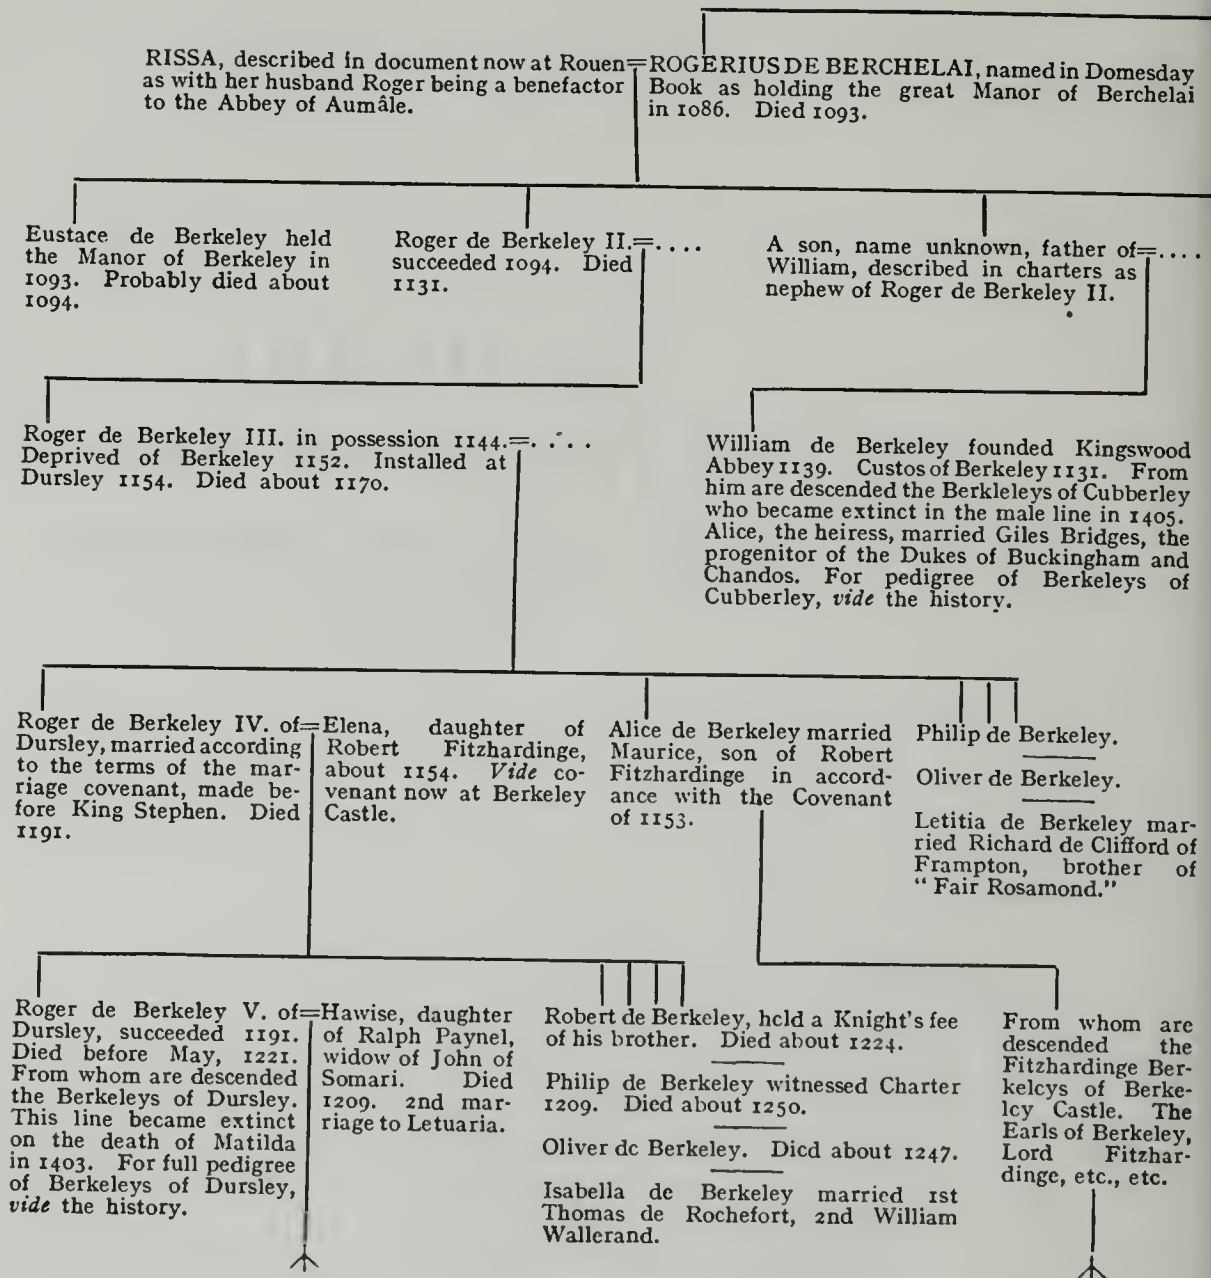 RISSA, described in document now at Rouen=
as with her husband Roger being a benefactor
to the Abbey of Aumâle.
ROGERIUS DE BERCHELAI, named in Domesday
Book as holding the great Manor of Berchelai
in 1086. Died 1093.
Eustace de Berkeley held
the Manor of Berkeley in
1093. Probably died about
1094.
Roger de Berkeley II.=....
succeeded 1094. Died
1131.
A son, name unknown, father of=....
William, described in charters as
nephew of Roger de Berkeley II.
Roger de Berkeley III. in possession 1144.=....
Deprived of Berkeley 1152. Installed at
Dursley 1154. Died about 1170.
William de Berkeley founded Kingswood
Abbey 1139. Custos of Berkeley 1131. From
him are descended the Berkleleys of Cubberley
who became extinct in the male line in 1405.
Alice, the heiress, married Giles Bridges, the
progenitor of the Dukes of Buckingham and
Chandos. For pedigree of Berkeleys of
Cubberley, vide the history.
Roger de Berkeley IV. of=
Dursley, married according
to the terms of the mar-
riage covenant, made be-
fore King Stephen. Died
1191.
Elena, daughter of
Robert Fitzhardinge,
about 1154. Vide co-
venant now at Berkeley
Castle.
Alice de Berkeley married
Maurice, son of Robert
Fitzhardinge in accord-
ance with the Covenant
of 1153.
Philip de Berkeley.
Oliver de Berkeley.
Letitia de Berkeley mar-
ried Richard de Clifford of
Frampton, brother of
"Fair Rosamond."
Roger de Berkeley V. of=
Dursley, succeeded 1191.
Died before May, 1221.
From whom are descended
the Berkeleys of Dursley.
This line became extinct
on the death of Matilda
in 1403. For full pedigree
of Berkeleys of Dursley,
vide the history.
Hawise, daughter
of Ralph Paynel,
widow of John of
Somari. Died
1209. 2nd mar-
riage to Letuaria.
Robert de Berkeley, held a Knight's fee
of his brother. Died about 1224.
Philip de Berkeley witnessed Charter
1209. Died about 1250.
Oliver de Berkeley. Died about 1247.
Isabella de Berkeley married 1st
Thomas de Rochefort, 2nd William
Wallerand.
From whom are
descended the
Fitzhardinge Ber-
keleys of Berke-
ley Castle. The
Earls of Berkeley,
Lord Fitzhar-
dinge, etc., etc.